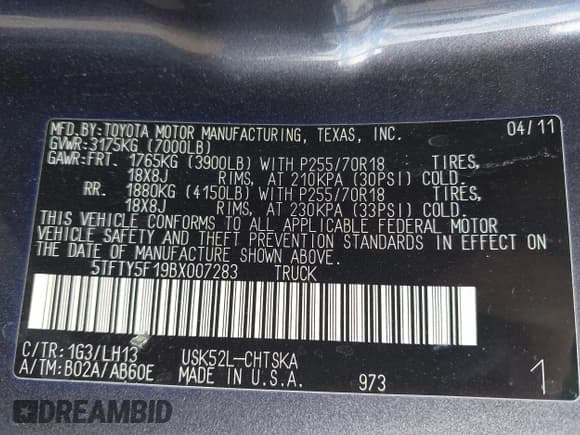 MFD.BY:TOYOTA MOTOR MANUFACTURING, TEXAS, INC. 04/11
GVWR:3175KG (7000LB)
GAWR:FRT. 1765KG (3900LB) WITH P255/70R18 TIRES,
18X8J RIMS, AT 210KPA (30PSI) COLD.
RR. 1880KG (4150LB) WITH P255/70R18 TIRES,
18X8J RIMS, AT 230KPA (33PSI) COLD.
THIS VEHICLE CONFORMS TO ALL APPLICABLE FEDERAL MOTOR
VEHICLE SAFETY AND THEFT PREVENTION STANDARDS IN EFFECT ON
THE DATE OF MANUFACTURE SHOWN ABOVE.
5TFTY5F19BX007283 TRUCK
C/TR:1G3/LH13 USK52L-CHTSKA
A/TM:B02A/AB60E MADE IN U.S.A. 973 1
DREAMBID